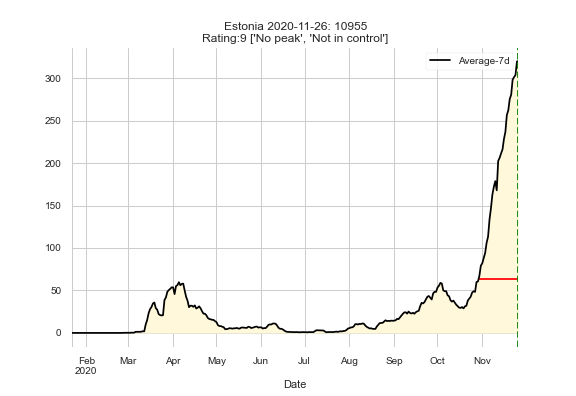 Estonia 2020-11-26: 10955
Rating:9 ['No peak', 'Not in control']
Average-7d
300
250
200
150
100
50
0
Feb Mar Apr May Jun Jul Aug Sep Oct Nov
2020
Date